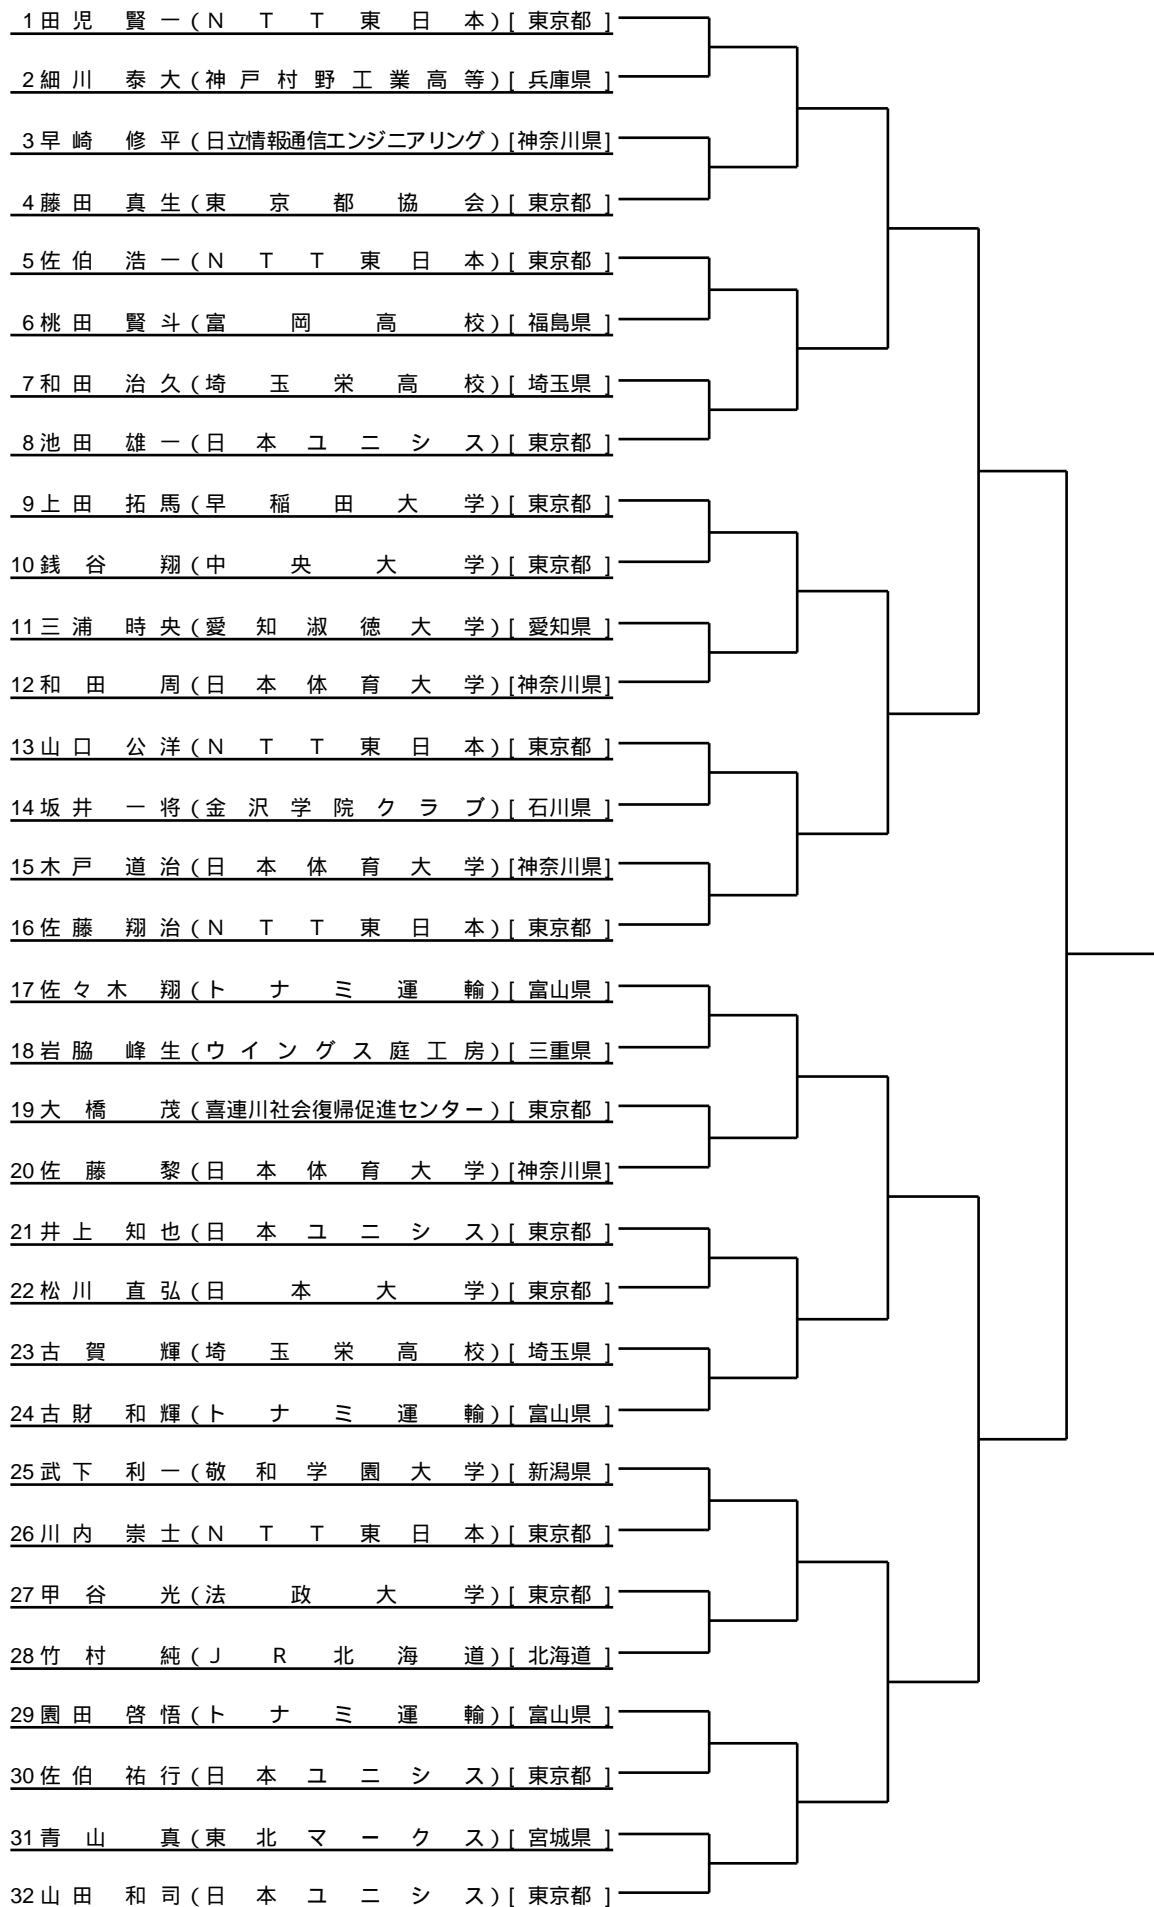 1 田児 賢一 (ＮＴＴ東日本) [ 東京都 ]
2 細川 泰大 (神戸村野工業高等) [ 兵庫県 ]
3 早崎 修平 (日立情報通信エンジニアリング) [神奈川県]
4 藤田 真生 (東京都協会) [ 東京都 ]
5 佐伯 浩一 (ＮＴＴ東日本) [ 東京都 ]
6 桃田 賢斗 (富岡高校) [ 福島県 ]
7 和田 治久 (埼玉栄高校) [ 埼玉県 ]
8 池田 雄一 (日本ユニシス) [ 東京都 ]
9 上田 拓馬 (早稲田大学) [ 東京都 ]
10 銭谷 翔 (中央大学) [ 東京都 ]
11 三浦 時央 (愛知淑徳大学) [ 愛知県 ]
12 和田 周 (日本体育大学) [神奈川県]
13 山口 公洋 (ＮＴＴ東日本) [ 東京都 ]
14 坂井 一将 (金沢学院クラブ) [ 石川県 ]
15 木戸 道治 (日本体育大学) [神奈川県]
16 佐藤 翔治 (ＮＴＴ東日本) [ 東京都 ]
17 佐々木 翔 (トナミ運輸) [ 富山県 ]
18 岩脇 峰生 (ウイングス庭工房) [ 三重県 ]
19 大橋 茂 (喜連川社会復帰促進センター) [ 東京都 ]
20 佐藤 黎 (日本体育大学) [神奈川県]
21 井上 知也 (日本ユニシス) [ 東京都 ]
22 松川 直弘 (日本大学) [ 東京都 ]
23 古賀 輝 (埼玉栄高校) [ 埼玉県 ]
24 古財 和輝 (トナミ運輸) [ 富山県 ]
25 武下 利一 (敬和学園大学) [ 新潟県 ]
26 川内 崇士 (ＮＴＴ東日本) [ 東京都 ]
27 甲谷 光 (法政大学) [ 東京都 ]
28 竹村 純 (ＪＲ北海道) [ 北海道 ]
29 園田 啓悟 (トナミ運輸) [ 富山県 ]
30 佐伯 祐行 (日本ユニシス) [ 東京都 ]
31 青山 真 (東北マークス) [ 宮城県 ]
32 山田 和司 (日本ユニシス) [ 東京都 ]